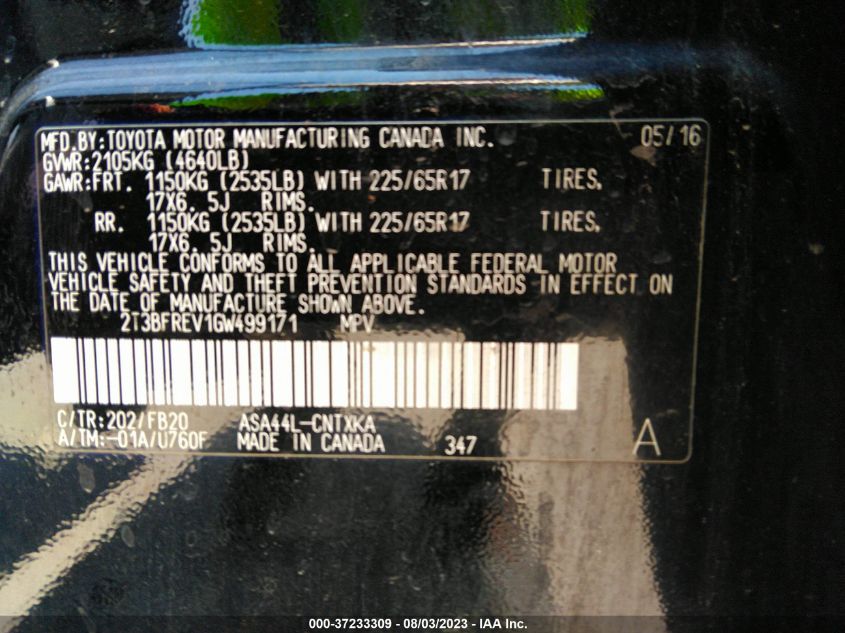 MFD.BY:TOYOTA MOTOR MANUFACTURING CANADA INC. 05/16
GVWR:2105KG (4640LB)
GAWR:FRT. 1150KG (2535LB) WITH 225/65R17 TIRES,
17X6. 5J RIMS.
RR. 1150KG (2535LB) WITH 225/65R17 TIRES,
17X6. 5J RIMS.
THIS VEHICLE CONFORMS TO ALL APPLICABLE FEDERAL MOTOR
VEHICLE SAFETY AND THEFT PREVENTION STANDARDS IN EFFECT ON
THE DATE OF MANUFACTURE SHOWN ABOVE.
2T3BFREV1GW499171 MPV
C/TR:202/FB20 ASA44L-CNTXKA
A/TM:-01A/U760F MADE IN CANADA 347 A
000-37233309 - 08/03/2023 - IAA Inc.